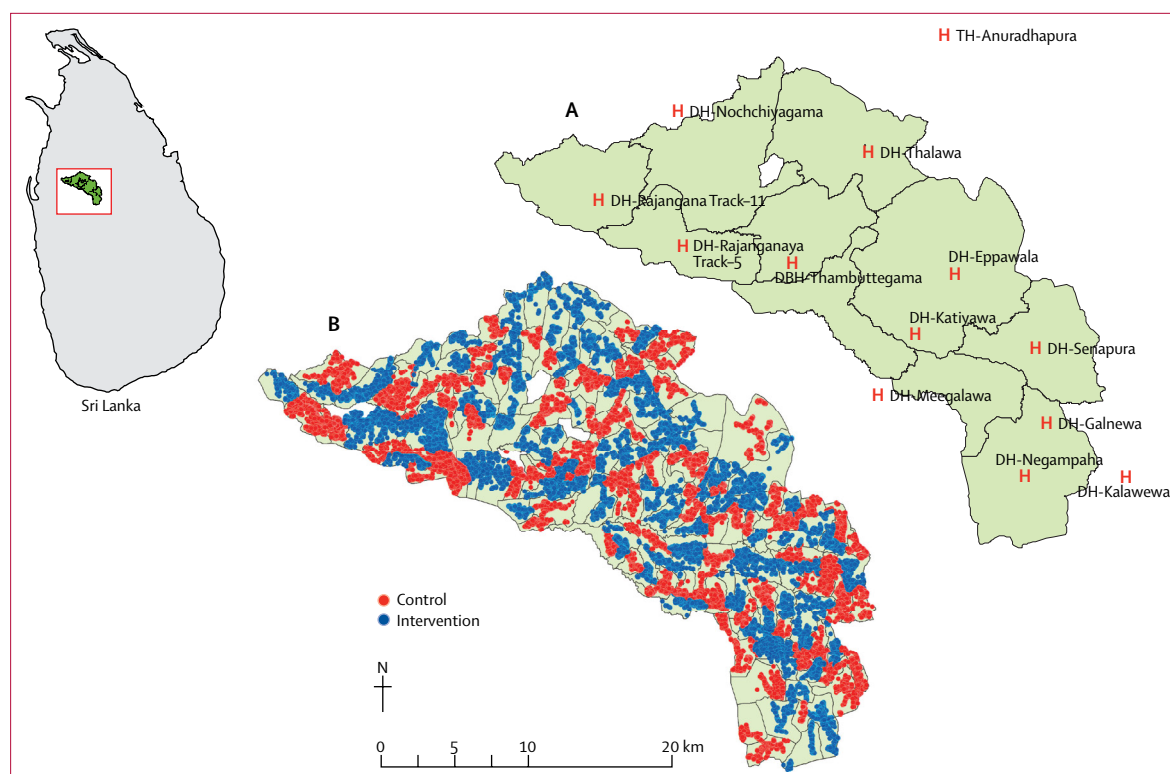 H TH-Anuradhapura
A
H DH-Nochchiyagama
H DH-Thalawa
H DH-Rajangana Track–11
H DH-Rajanganaya
Track–5
H
DBH-Thambuttegama
DH-Eppawala
H
DH-Katiyawa
H
H DH-Senapura
H DH-Meegalawa
H DH-Galnewa
DH-Negampaha
H
H
DH-Kalawewa
Sri Lanka
B
Control
Intervention
N
0 5 10 20 km